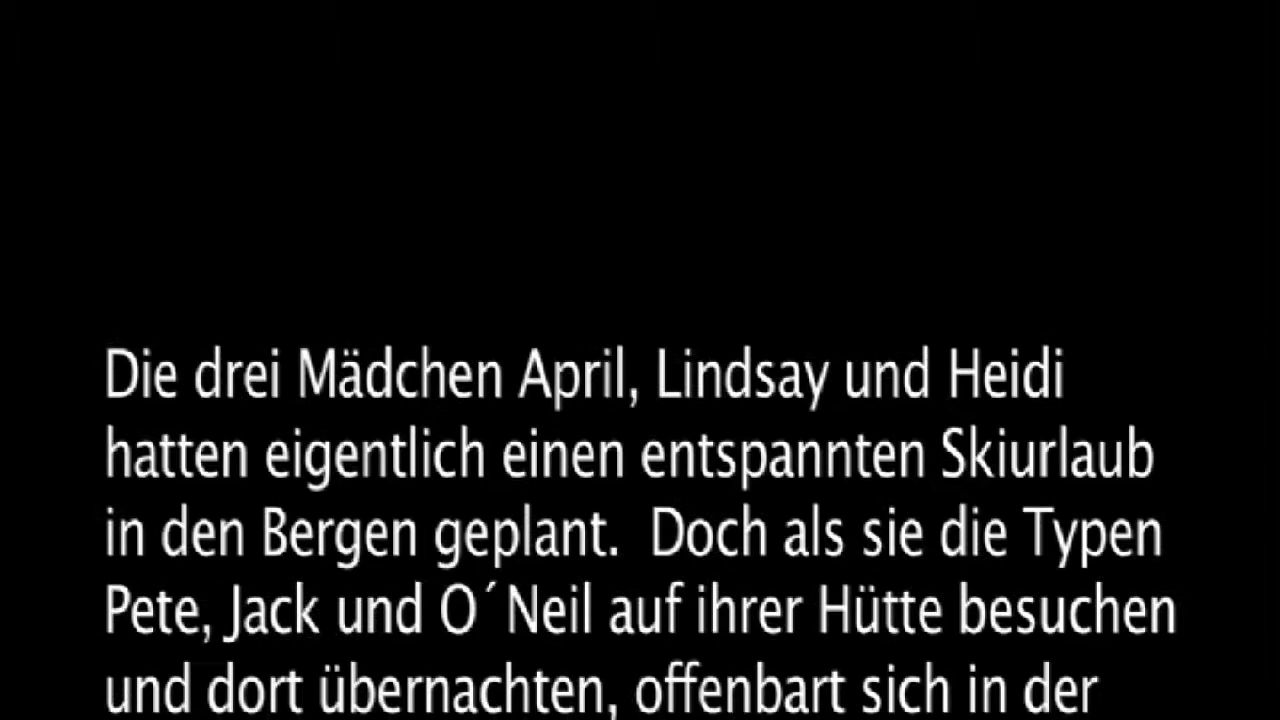 Die drei Mädchen April, Lindsay und Heidi
hatten eigentlich einen entspannten Skiurlaub
in den Bergen geplant.  Doch als sie die Typen
Pete, Jack und O´Neil auf ihrer Hütte besuchen
und dort übernachten, offenbart sich in der